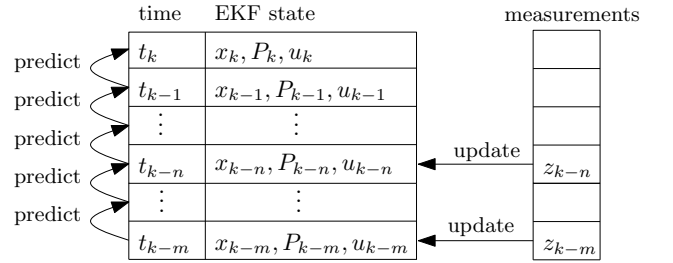 time EKF state measurements
t_k x_k, P_k, u_k
predict
t_{k−1} x_{k−1}, P_{k−1}, u_{k−1}
predict
⋮ ⋮
predict
update
t_{k−n} x_{k−n}, P_{k−n}, u_{k−n} z_{k−n}
predict
⋮ ⋮
predict
update
t_{k−m} x_{k−m}, P_{k−m}, u_{k−m} z_{k−m}